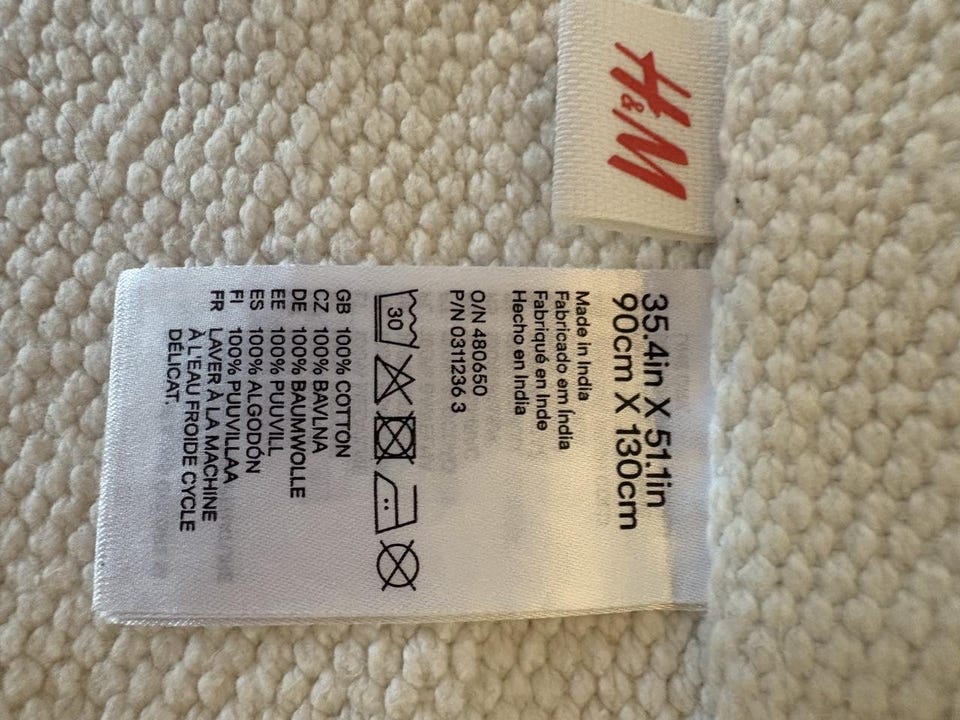 H&M
35.4in X 51.1in
90cm X 130cm
Made in India
Fabricado em Índia
Fabriqué en Inde
Hecho en India
O/N 480650
P/N 0311236 3
30
GB 100% COTTON
CZ 100% BAVLNA
DE 100% BAUMWOLLE
EE 100% PUUVILL
ES 100% ALGODÓN
FI 100% PUUVILLAA
FR LAVER À LA MACHINE
À L'EAU FROIDE CYCLE
DÉLICAT.